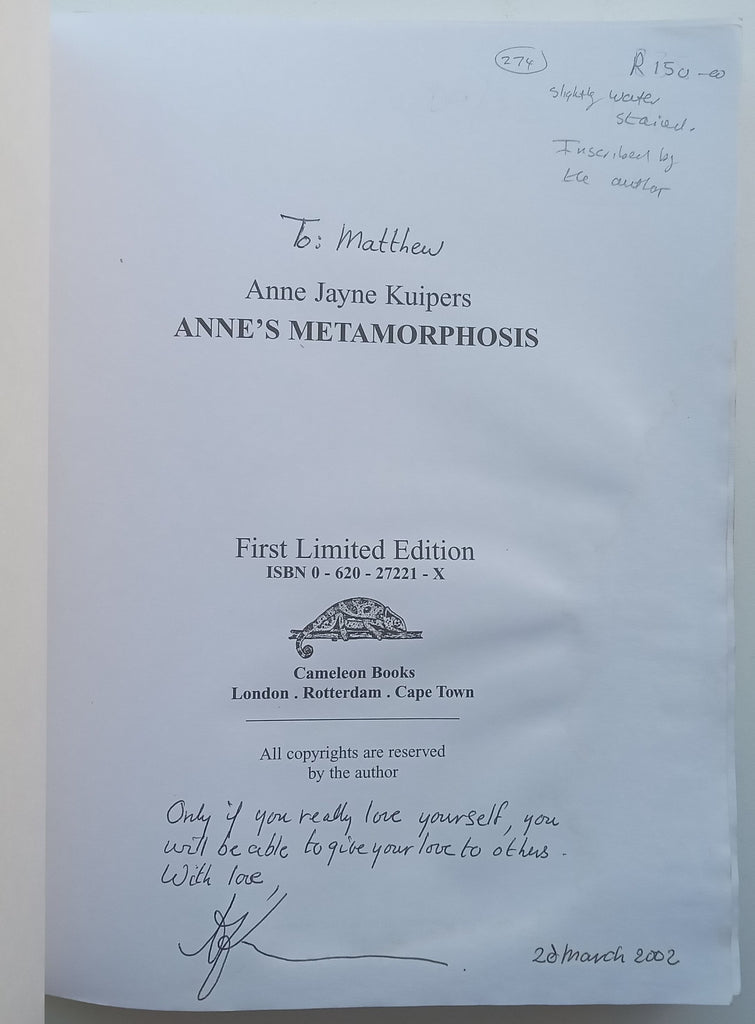 274
R 150-00
slightly water
stained.
Inscribed by
the author
To: Matthew
Anne Jayne Kuipers
ANNE'S METAMORPHOSIS
First Limited Edition
ISBN 0 - 620 - 27221 - X
Cameleon Books
London . Rotterdam . Cape Town
All copyrights are reserved
by the author
Only if you really love yourself, you
will be able to give your love to others.
With love,
AJK
March 2002